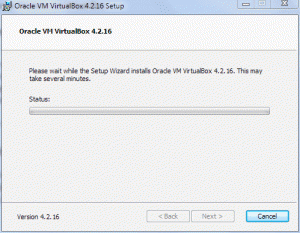 Oracle VM VirtualBox 4.2.16 Setup
Oracle VM VirtualBox 4.2.16
Please wait while the Setup Wizard installs Oracle VM VirtualBox 4.2.16. This may
take several minutes.
Status:
Version 4.2.16
< Back
Next >
Cancel